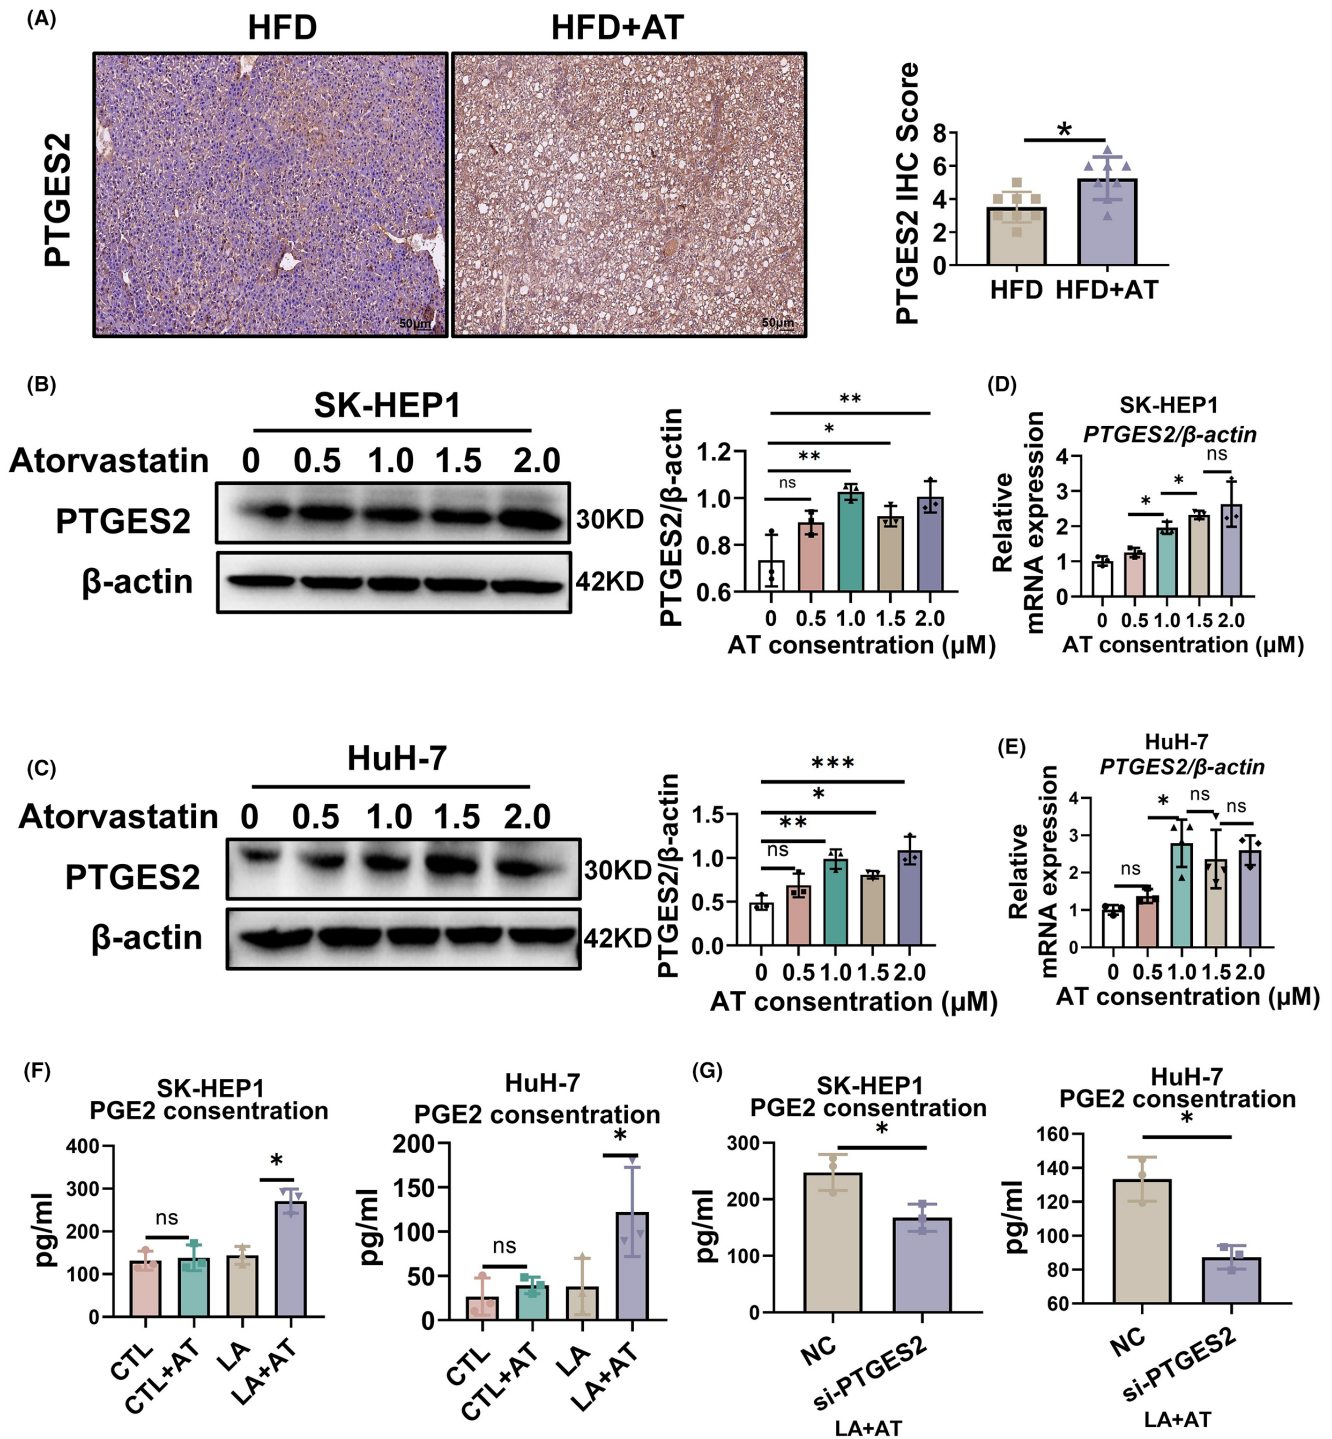 (A)
HFD
HFD+AT
PTGES2
50μm
50μm
PTGES2 IHC Score
8
6
4
2
0
*
HFD
HFD+AT
(B)
SK-HEP1
Atorvastatin 0 0.5 1.0 1.5 2.0
PTGES2
30KD
β-actin
42KD
PTGES2/β-actin
1.2
1.0
0.8
0.6
**
*
**
ns
0 0.5 1.0 1.5 2.0
AT consentration (μM)
(D)
SK-HEP1
PTGES2/β-actin
Relative
mRNA expression
4
3
2
1
0
*
*
ns
0 0.5 1.0 1.5 2.0
AT consentration (μM)
(C)
HuH-7
Atorvastatin 0 0.5 1.0 1.5 2.0
PTGES2
30KD
β-actin
42KD
PTGES2/β-actin
1.5
1.0
0.5
0.0
***
*
**
ns
0 0.5 1.0 1.5 2.0
AT consentration (μM)
(E)
HuH-7
PTGES2/β-actin
Relative
mRNA expression
4
3
2
1
0
ns
*
ns
ns
0 0.5 1.0 1.5 2.0
AT consentration (μM)
(F)
SK-HEP1
PGE2 consentration
pg/ml
400
300
200
100
0
ns
*
CTL
CTL+AT
LA
LA+AT
HuH-7
PGE2 consentration
pg/ml
200
150
100
50
0
ns
*
CTL
CTL+AT
LA
LA+AT
(G)
SK-HEP1
PGE2 consentration
pg/ml
300
200
100
0
*
NC
si-PTGES2
LA+AT
HuH-7
PGE2 consentration
pg/ml
160
140
120
100
80
60
*
NC
si-PTGES2
LA+AT